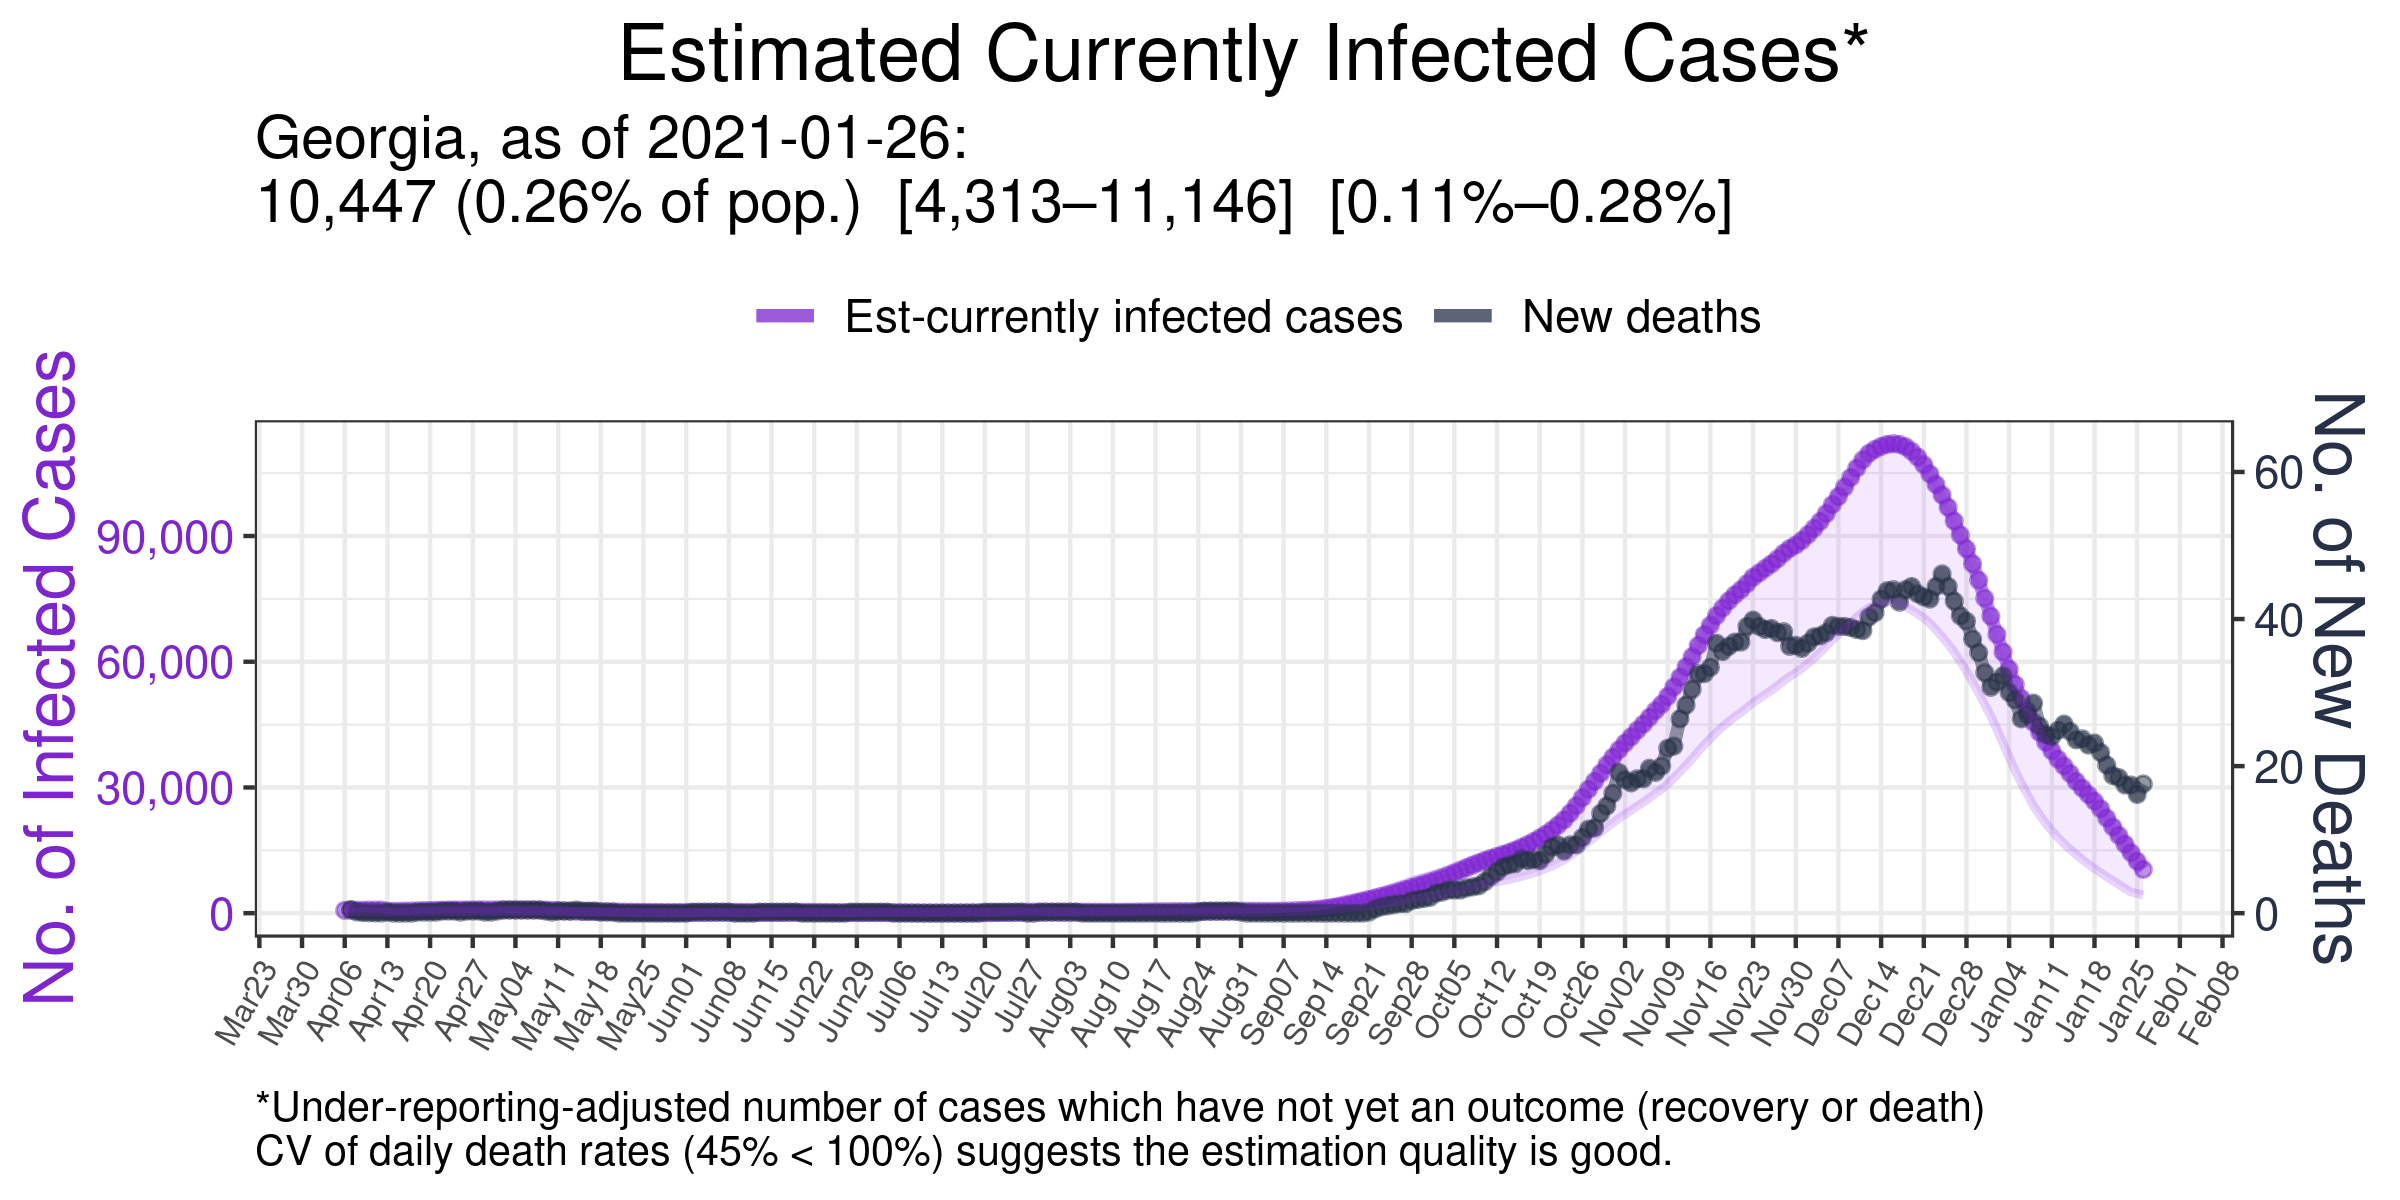 Estimated Currently Infected Cases*
Georgia, as of 2021-01-26:
10,447 (0.26% of pop.)  [4,313–11,146]  [0.11%–0.28%]
Est-currently infected cases
New deaths
No. of Infected Cases
90,000
60,000
30,000
0
60
40
20
0
No. of New Deaths
Mar23
Mar30
Apr06
Apr13
Apr20
Apr27
May04
May11
May18
May25
Jun01
Jun08
Jun15
Jun22
Jun29
Jul06
Jul13
Jul20
Jul27
Aug03
Aug10
Aug17
Aug24
Aug31
Sep07
Sep14
Sep21
Sep28
Oct05
Oct12
Oct19
Oct26
Nov02
Nov09
Nov16
Nov23
Nov30
Dec07
Dec14
Dec21
Dec28
Jan04
Jan11
Jan18
Jan25
Feb01
Feb08
*Under-reporting-adjusted number of cases which have not yet an outcome (recovery or death)
CV of daily death rates (45% < 100%) suggests the estimation quality is good.